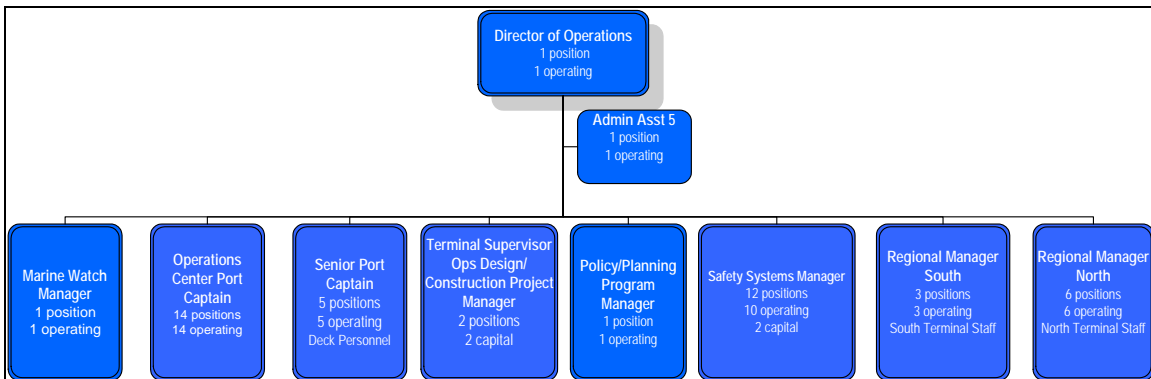 Director of Operations
1 position
1 operating
Admin Asst 5
1 position
1 operating
Marine Watch
Manager
1 position
1 operating
Operations
Center Port
Captain
14 positions
14 operating
Senior Port
Captain
5 positions
5 operating
Deck Personnel
Terminal Supervisor
Ops Design/
Construction Project
Manager
2 positions
2 capital
Policy/Planning
Program
Manager
1 position
1 operating
Safety Systems Manager
12 positions
10 operating
2 capital
Regional Manager
South
3 positions
3 operating
South Terminal Staff
Regional Manager
North
6 positions
6 operating
North Terminal Staff